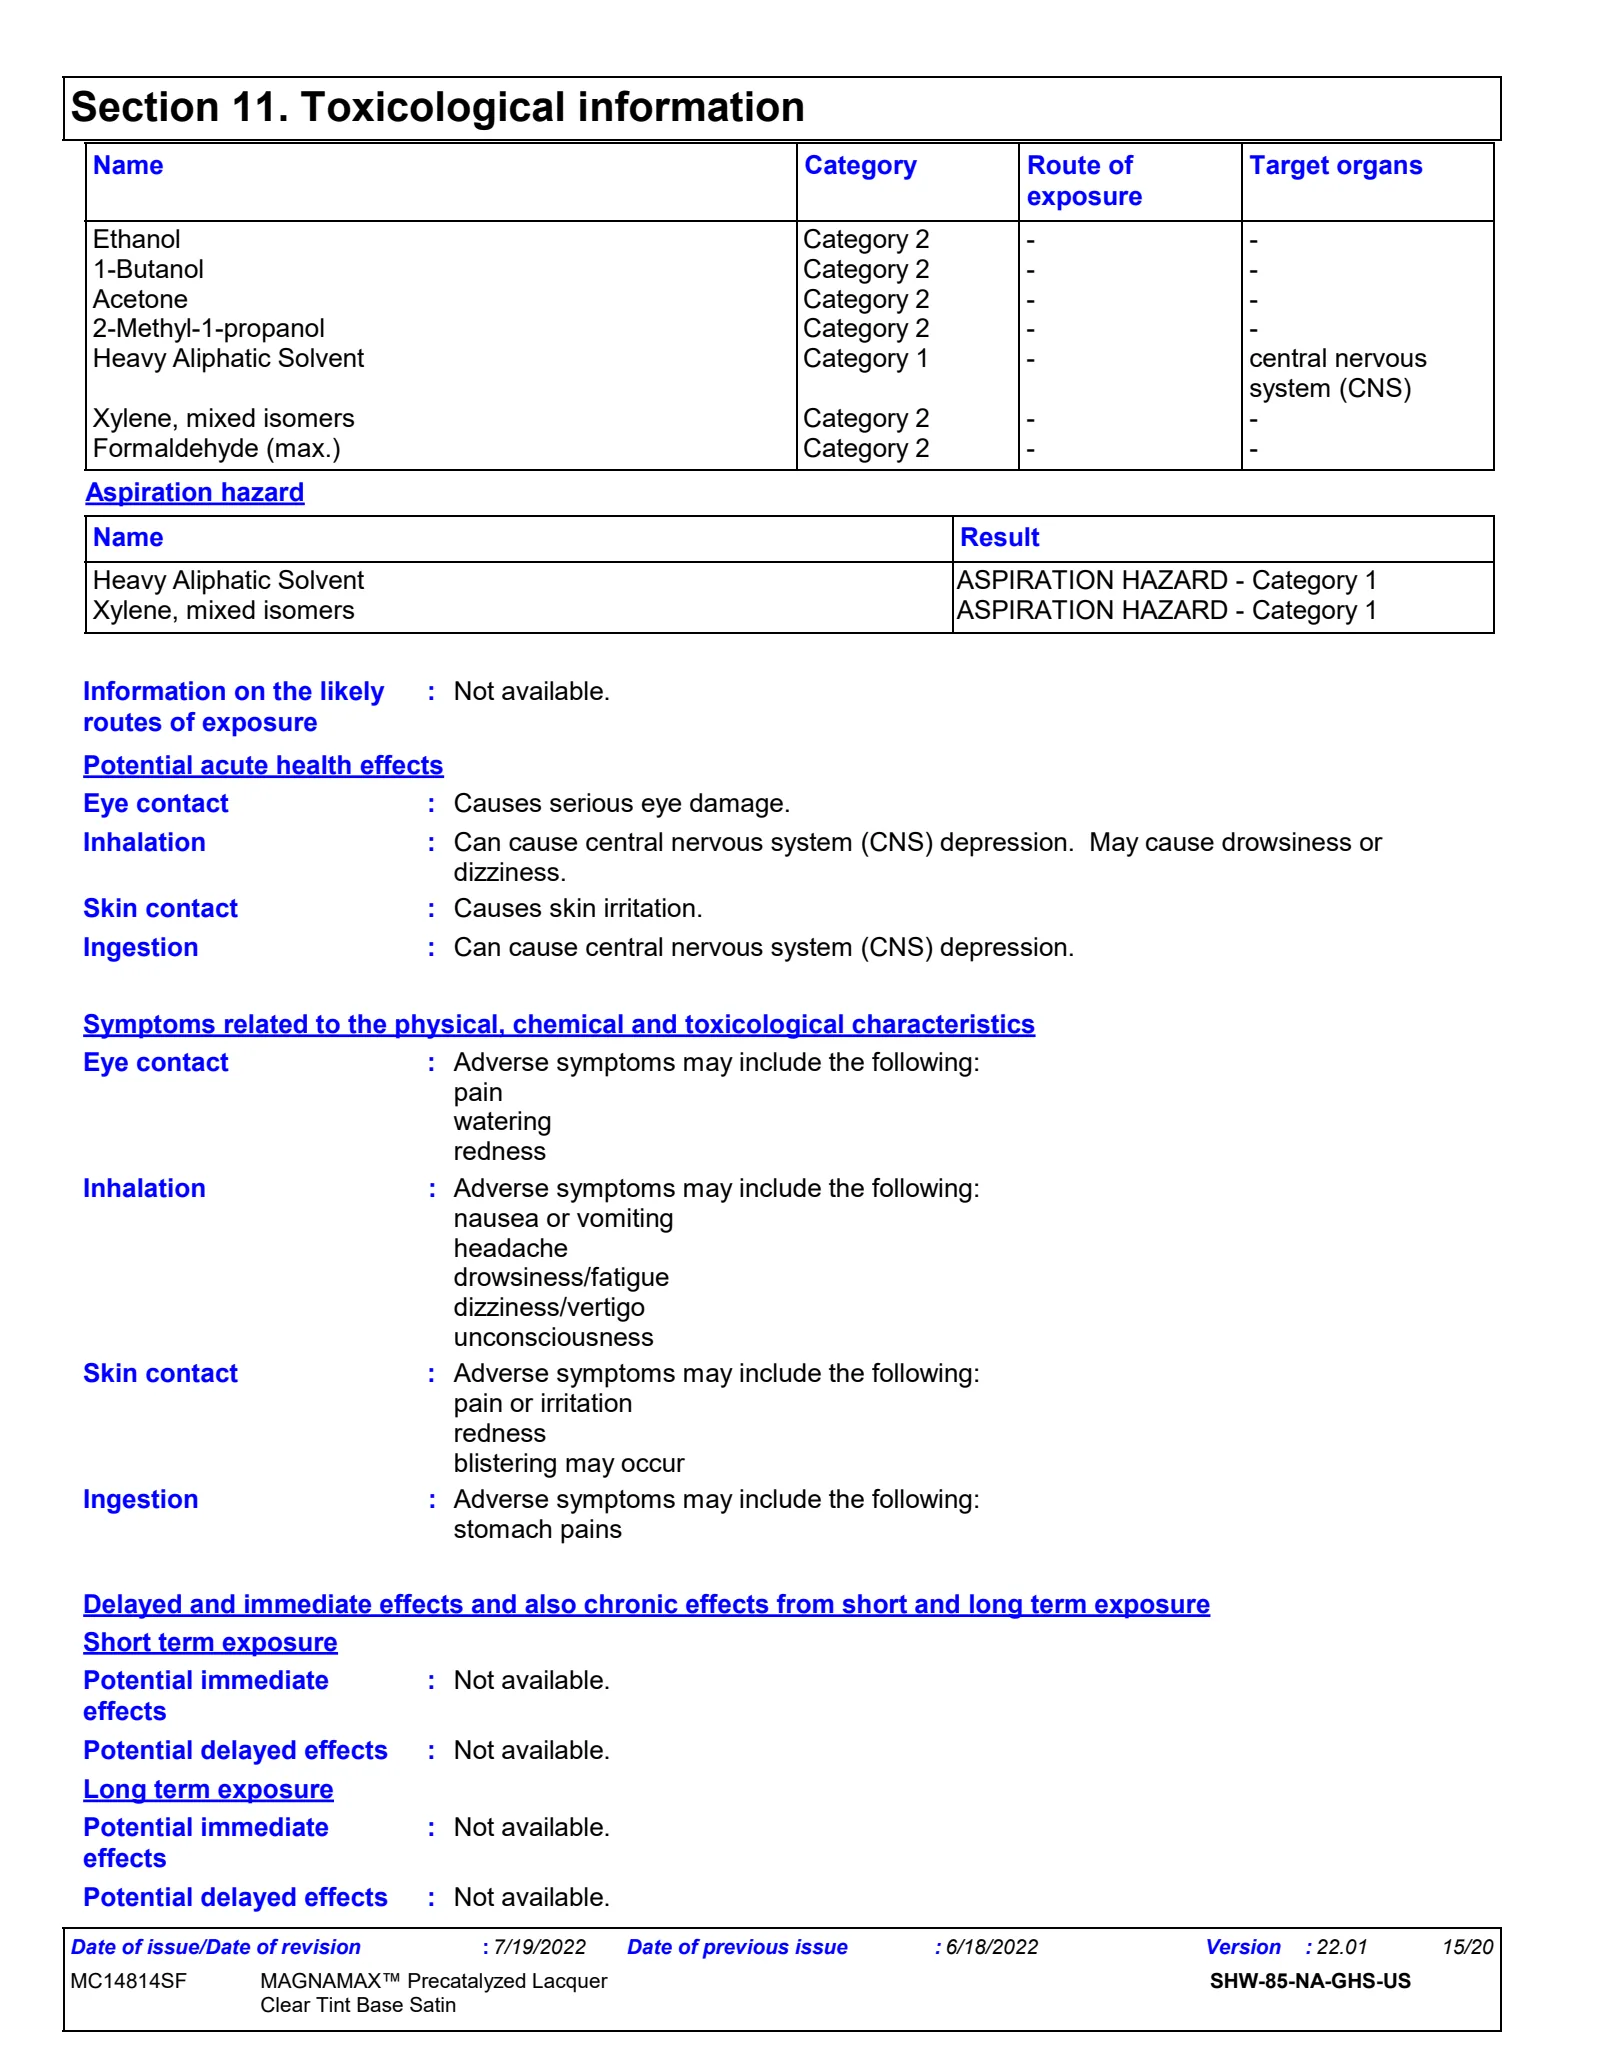 Section 11. Toxicological information
Name Category Route of exposure Target organs
Ethanol Category 2 - -
1-Butanol Category 2 - -
Acetone Category 2 - -
2-Methyl-1-propanol Category 2 - -
Heavy Aliphatic Solvent Category 1 - central nervous
system (CNS)
Xylene, mixed isomers Category 2 - -
Formaldehyde (max.) Category 2 - -
Aspiration hazard
Name Result
Heavy Aliphatic Solvent ASPIRATION HAZARD - Category 1
Xylene, mixed isomers ASPIRATION HAZARD - Category 1
Information on the likely : Not available.
routes of exposure
Potential acute health effects
Eye contact : Causes serious eye damage.
Inhalation : Can cause central nervous system (CNS) depression. May cause drowsiness or
dizziness.
Skin contact : Causes skin irritation.
Ingestion : Can cause central nervous system (CNS) depression.
Symptoms related to the physical, chemical and toxicological characteristics
Eye contact : Adverse symptoms may include the following:
pain
watering
redness
Inhalation : Adverse symptoms may include the following:
nausea or vomiting
headache
drowsiness/fatigue
dizziness/vertigo
unconsciousness
Skin contact : Adverse symptoms may include the following:
pain or irritation
redness
blistering may occur
Ingestion : Adverse symptoms may include the following:
stomach pains
Delayed and immediate effects and also chronic effects from short and long term exposure
Short term exposure
Potential immediate : Not available.
effects
Potential delayed effects : Not available.
Long term exposure
Potential immediate : Not available.
effects
Potential delayed effects : Not available.
Date of issue/Date of revision : 7/19/2022 Date of previous issue : 6/18/2022 Version : 22.01 15/20
MC14814SF MAGNAMAX™ Precatalyzed Lacquer SHW-85-NA-GHS-US
Clear Tint Base Satin